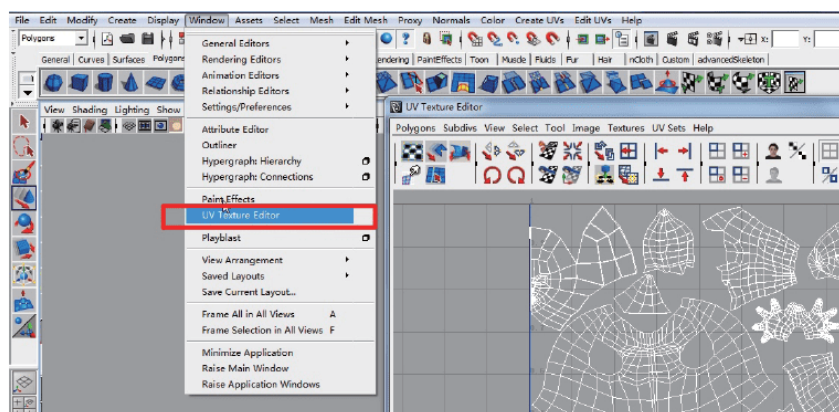 File Edit Modify Create Display Window Assets Select Mesh Edit Mesh Proxy Normals Color Create UVs Edit UVs Help
Polygons X: Y:
General Curves Surfaces Polygons endering PaintEffects Toon Muscle Fluids Fur Hair nCloth Custom advancedSkeleton
View Shading Lighting Show
General Editors
Rendering Editors
Animation Editors
Relationship Editors
Settings/Preferences
Attribute Editor
Outliner
Hypergraph: Hierarchy
Hypergraph: Connections
Paint Effects
UV Texture Editor
Playblast
View Arrangement
Saved Layouts
Save Current Layout...
Frame All in All Views A
Frame Selection in All Views F
Minimize Application
Raise Main Window
Raise Application Windows
UV Texture Editor
Polygons Subdivs View Select Tool Image Textures UV Sets Help